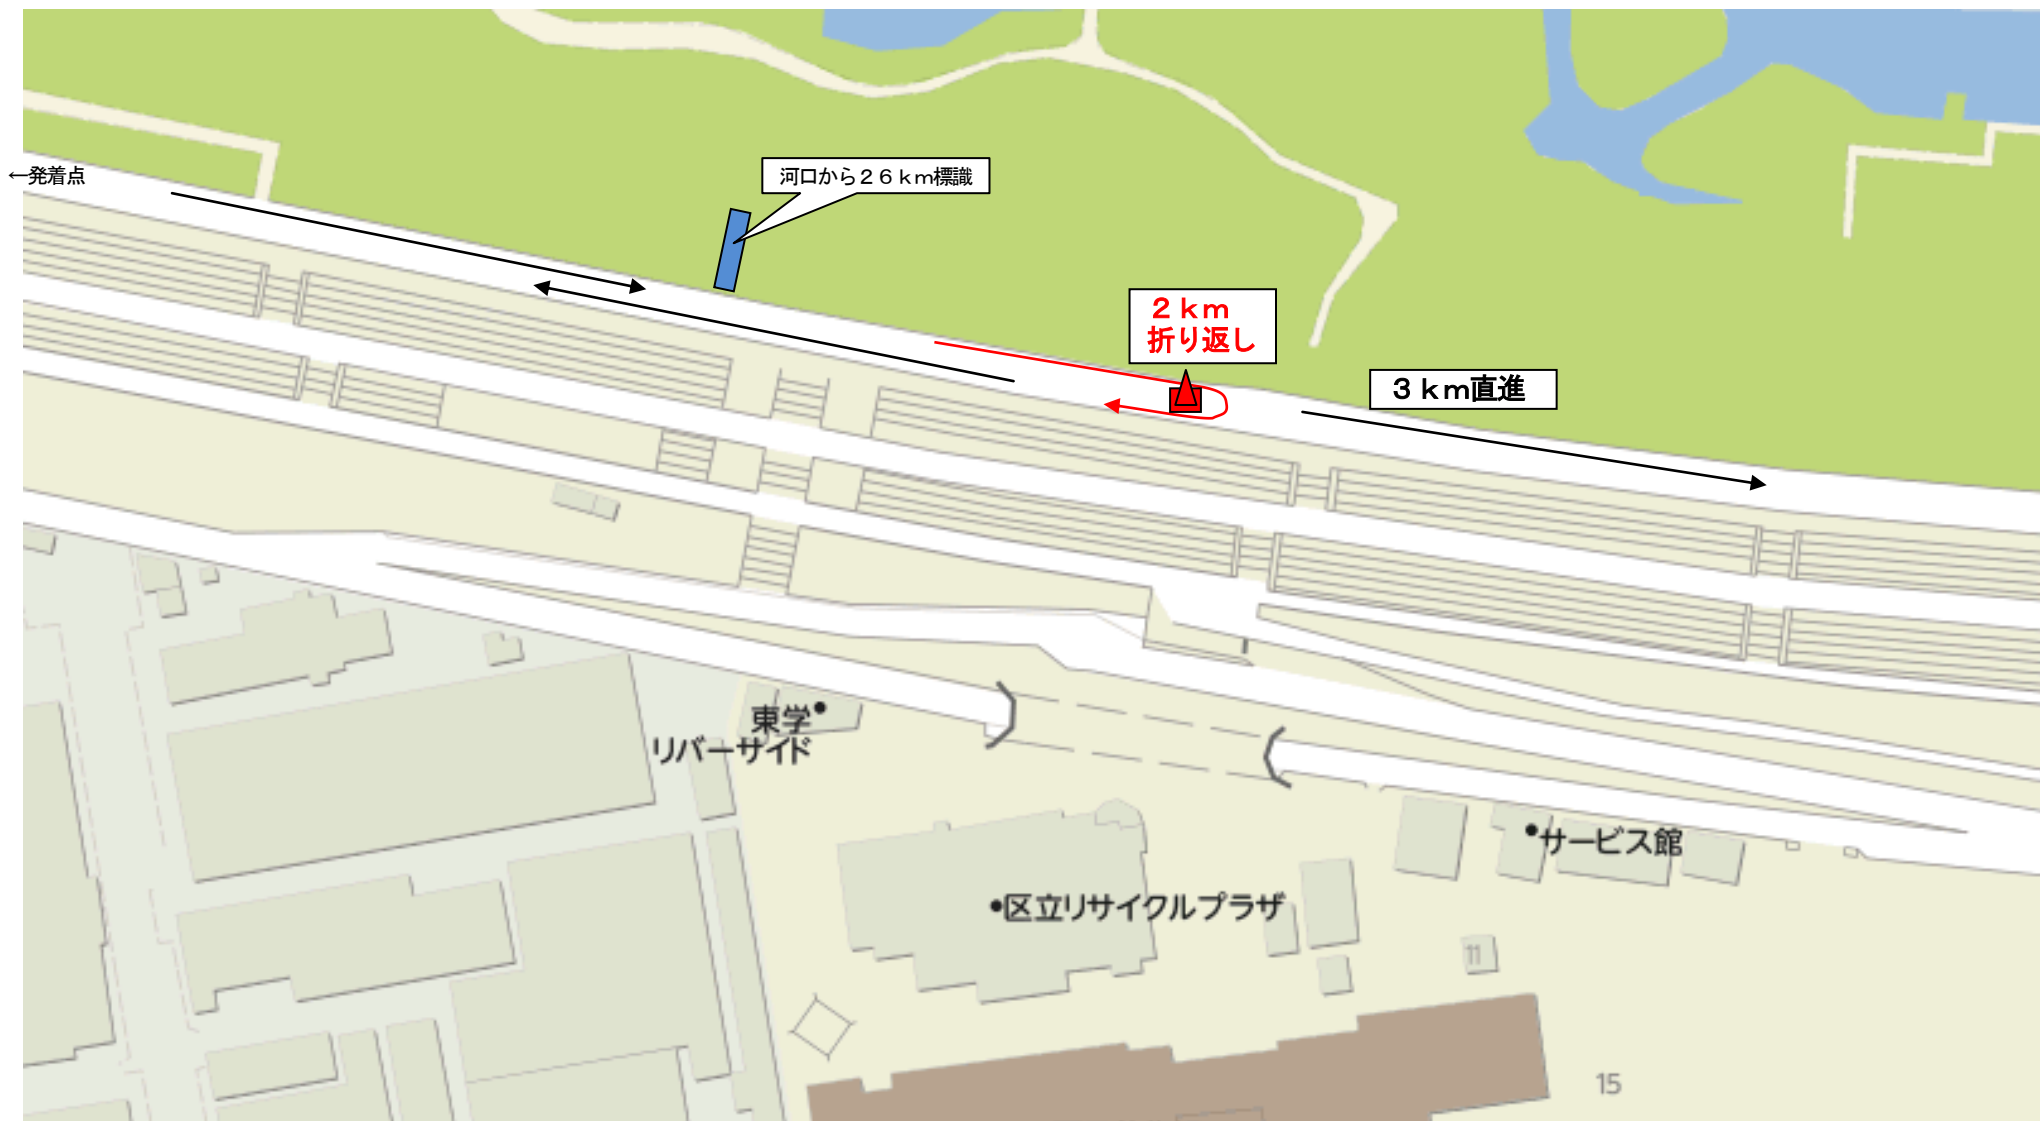 ←発着点
河口から２６ｋｍ標識
２ｋｍ
折り返し
３ｋｍ直進
東学
リバーサイド
サービス館
区立リサイクルプラザ
11
15